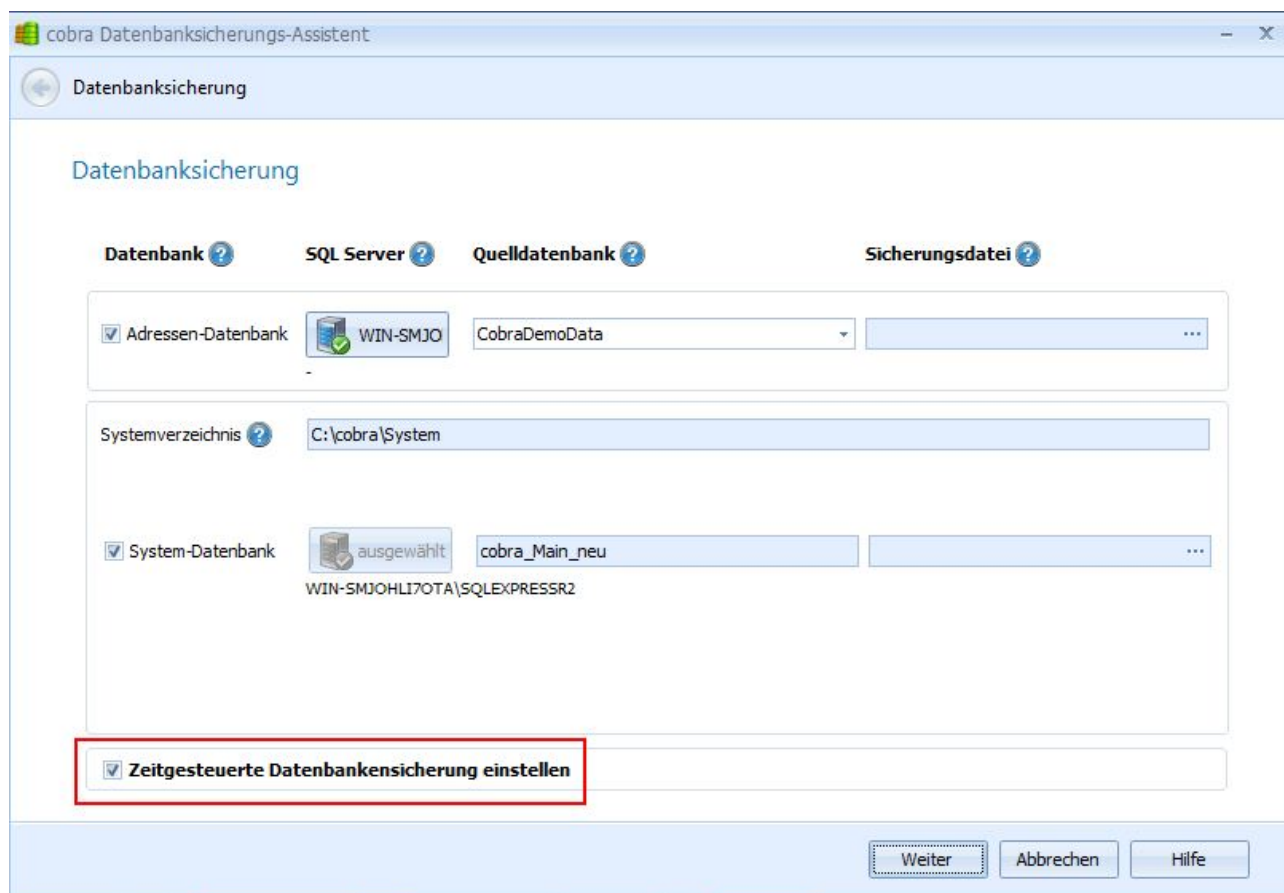 cobra Datenbanksicherungs-Assistent
Datenbanksicherung
Datenbanksicherung
Datenbank SQL Server Quelldatenbank Sicherungsdatei
Adressen-Datenbank WIN-SMJO CobraDemoData ...
-
Systemverzeichnis C:\cobra\System
System-Datenbank ausgewählt cobra_Main_neu ...
WIN-SMJOHLI7OTA\SQLEXPRESSR2
Zeitgesteuerte Datenbankensicherung einstellen
Weiter Abbrechen Hilfe